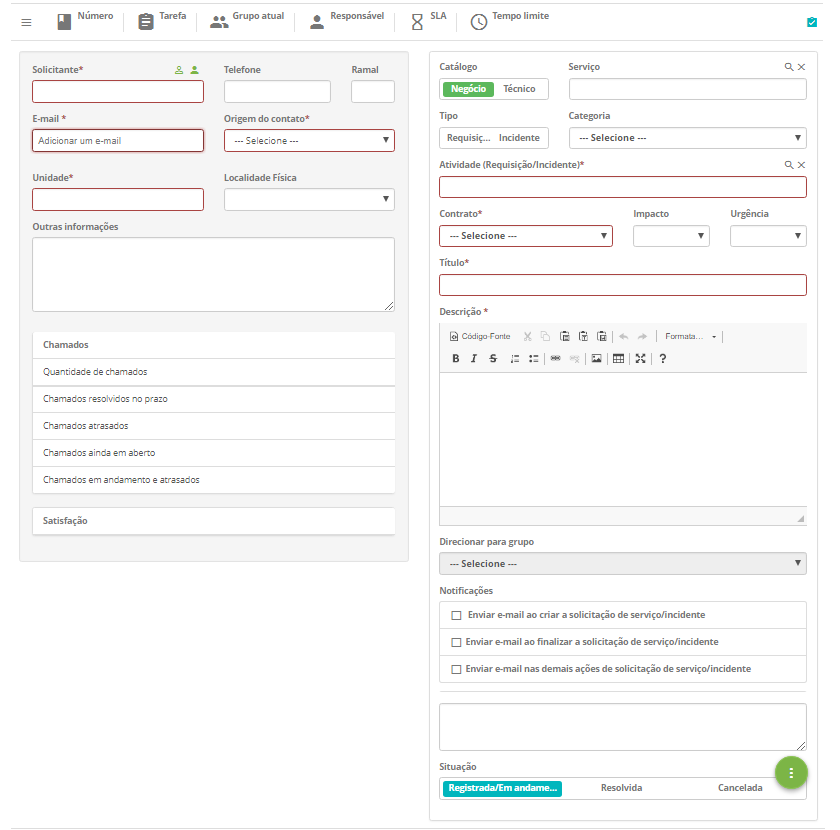 Número Tarefa Grupo atual Responsável SLA Tempo limite
Solicitante* Telefone Ramal
E-mail * Origem do contato*
Adicionar um e-mail --- Selecione ---
Unidade* Localidade Física
Outras informações
Chamados
Quantidade de chamados
Chamados resolvidos no prazo
Chamados atrasados
Chamados ainda em aberto
Chamados em andamento e atrasados
Satisfação
Catálogo Serviço
Negócio Técnico
Tipo Categoria
Requisiç... Incidente --- Selecione ---
Atividade (Requisição/Incidente)*
Contrato* Impacto Urgência
--- Selecione ---
Título*
Descrição *
Código-Fonte Formata...
B I S ?
Direcionar para grupo
--- Selecione ---
Notificações
Enviar e-mail ao criar a solicitação de serviço/incidente
Enviar e-mail ao finalizar a solicitação de serviço/incidente
Enviar e-mail nas demais ações de solicitação de serviço/incidente
Situação
Registrada/Em andame... Resolvida Cancelada